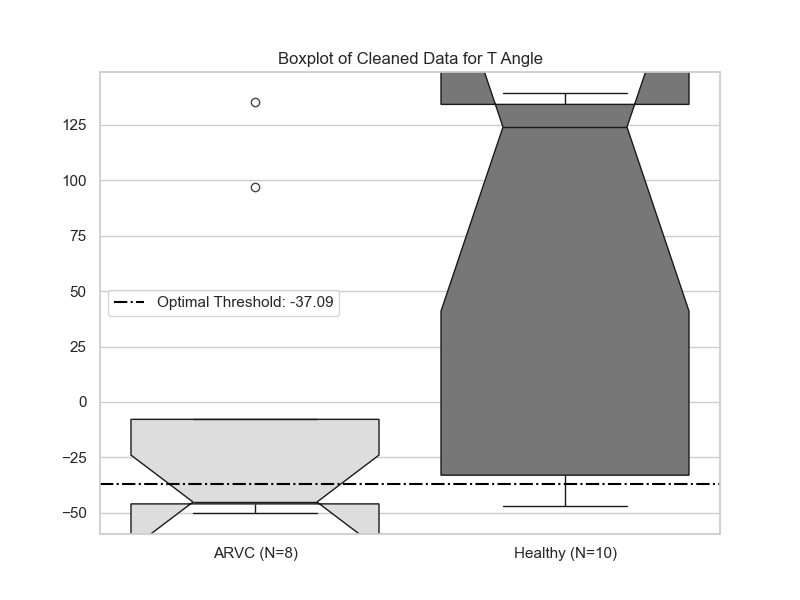 Boxplot of Cleaned Data for T Angle
125
100
75
50
25
0
−25
−50
Optimal Threshold: -37.09
ARVC (N=8)
Healthy (N=10)